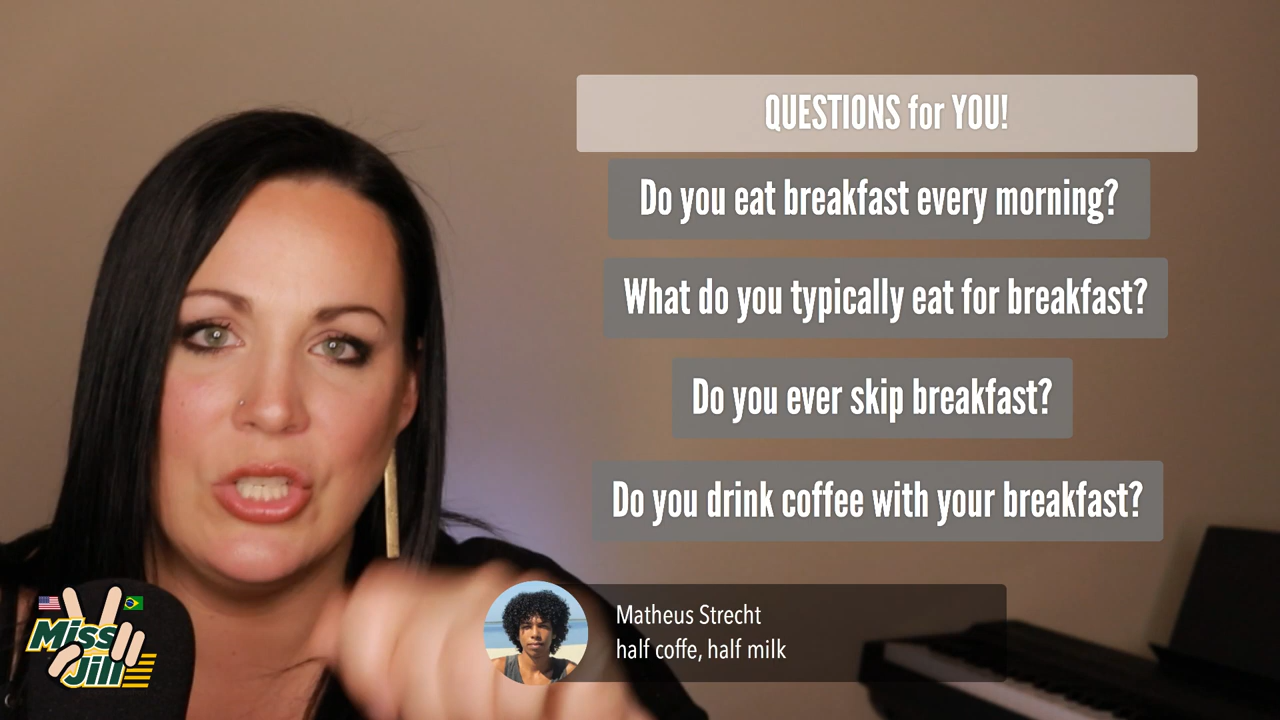 QUESTIONS for YOU!
Do you eat breakfast every morning?
What do you typically eat for breakfast?
Do you ever skip breakfast?
Do you drink coffee with your breakfast?
Matheus Strecht
half coffe, half milk
Miss
Jill